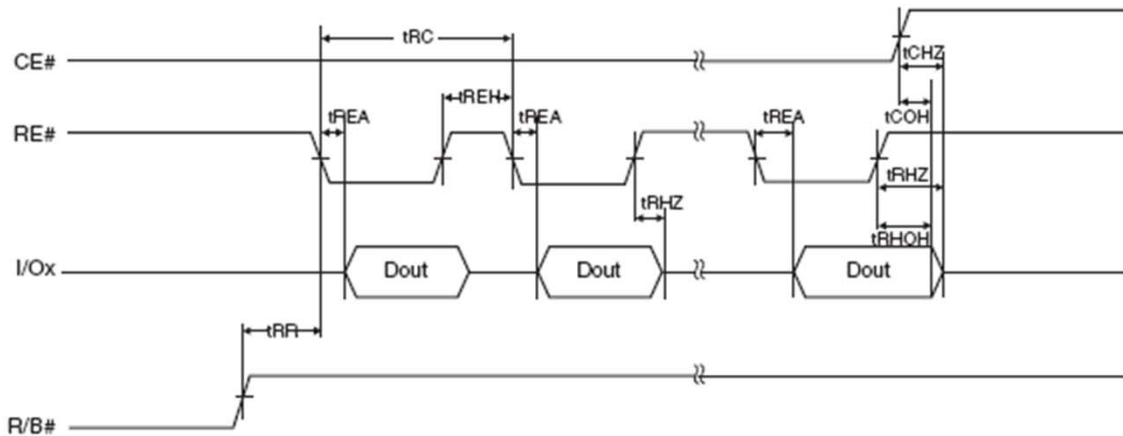 tRC
tCHZ
CE#
tREH
tREA
tREA
tREA
tCOH
RE#
tRHZ
tRHZ
tRHOH
I/Ox
Dout
Dout
Dout
tRR
R/B#